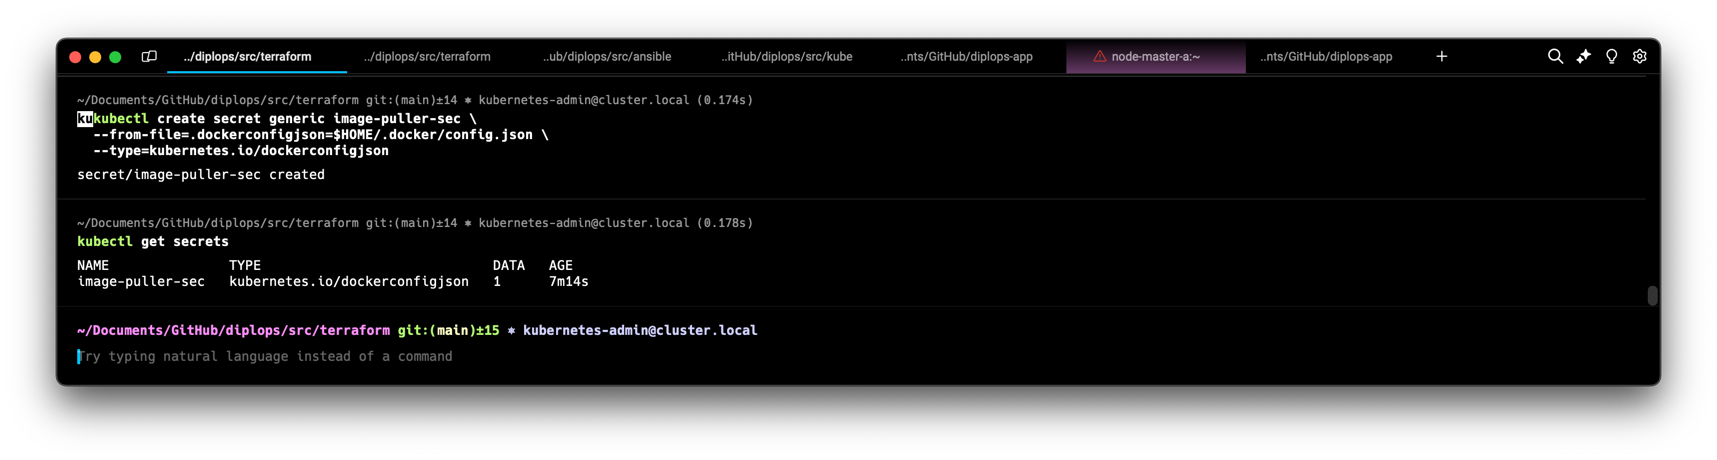 ../diplops/src/terraform ../diplops/src/terraform ..ub/diplops/src/ansible ..itHub/diplops/src/kube ..nts/GitHub/diplops-app node-master-a:~ ..nts/GitHub/diplops-app +
~/Documents/GitHub/diplops/src/terraform git:(main)±14 ⎈ kubernetes-admin@cluster.local (0.174s)
kukubectl create secret generic image-puller-sec \
--from-file=.dockerconfigjson=$HOME/.docker/config.json \
--type=kubernetes.io/dockerconfigjson
secret/image-puller-sec created
~/Documents/GitHub/diplops/src/terraform git:(main)±14 ⎈ kubernetes-admin@cluster.local (0.178s)
kubectl get secrets
NAME TYPE DATA AGE
image-puller-sec kubernetes.io/dockerconfigjson 1 7m14s
~/Documents/GitHub/diplops/src/terraform git:(main)±15 ⎈ kubernetes-admin@cluster.local
Try typing natural language instead of a command